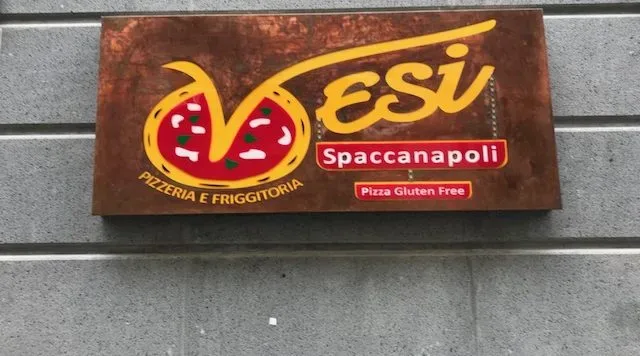 VESi
Spaccanapoli
Pizza Gluten Free
PIZZERIA E FRIGGITORIA